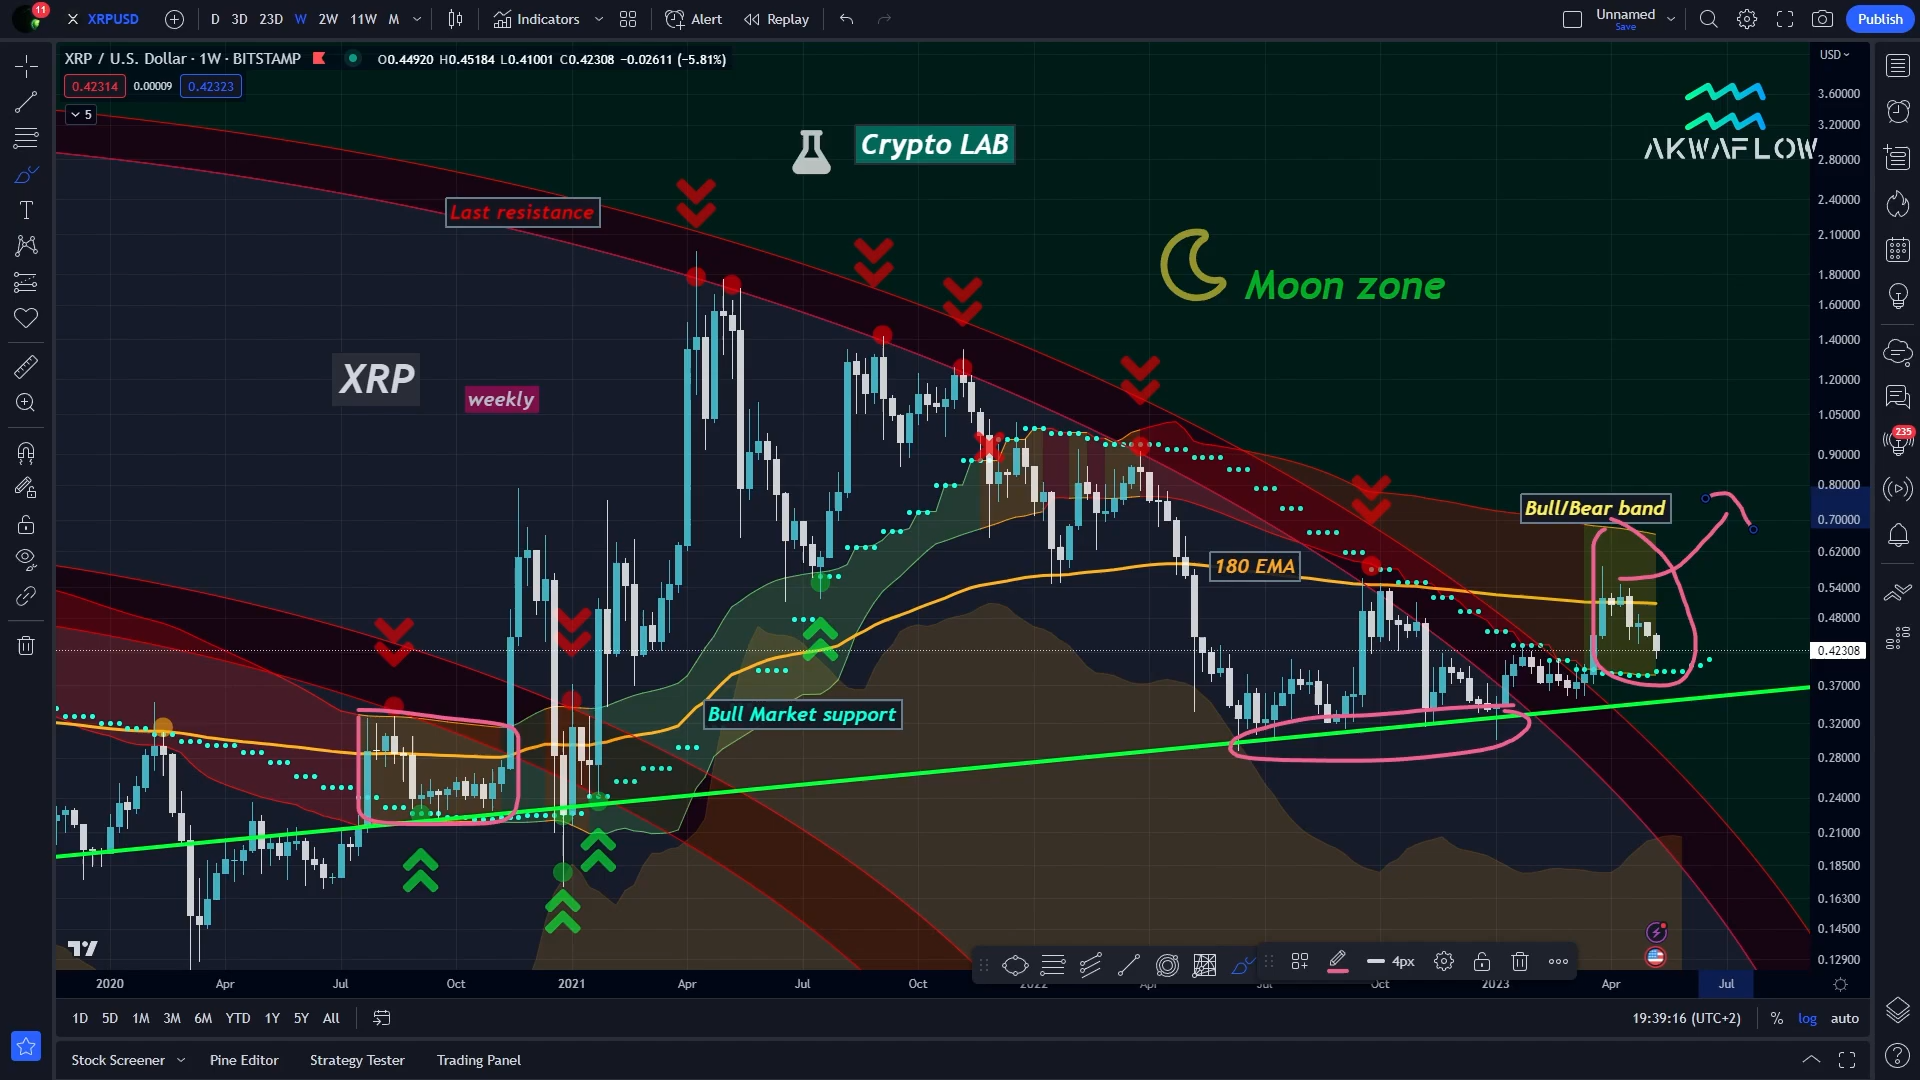 11
XRPUSD
D 3D 23D W 2W 11W M
Indicators
Alert
Replay
Unnamed
Save
Publish
XRP / U.S. Dollar · 1W · BITSTAMP
O0.44920 H0.45184 L0.41001 C0.42308 −0.02611 (−5.81%)
0.42314 0.00009 0.42323
5
USD
3.60000
3.20000
2.80000
2.40000
2.10000
1.80000
1.60000
1.40000
1.20000
1.05000
0.90000
0.80000
0.70000
0.62000
0.54000
0.48000
0.42308
0.37000
0.32000
0.28000
0.24000
0.21000
0.18500
0.16300
0.14500
0.12900
AKWAFLOW
Crypto LAB
Last resistance
Moon zone
XRP
weekly
Bull/Bear band
180 EMA
Bull Market support
235
4px
2020 Apr Jul Oct 2021 Apr Jul Oct 2022 Apr Jul Oct 2023 Apr Jul
1D 5D 1M 3M 6M YTD 1Y 5Y All
19:39:16 (UTC+2) % log auto
Stock Screener Pine Editor Strategy Tester Trading Panel